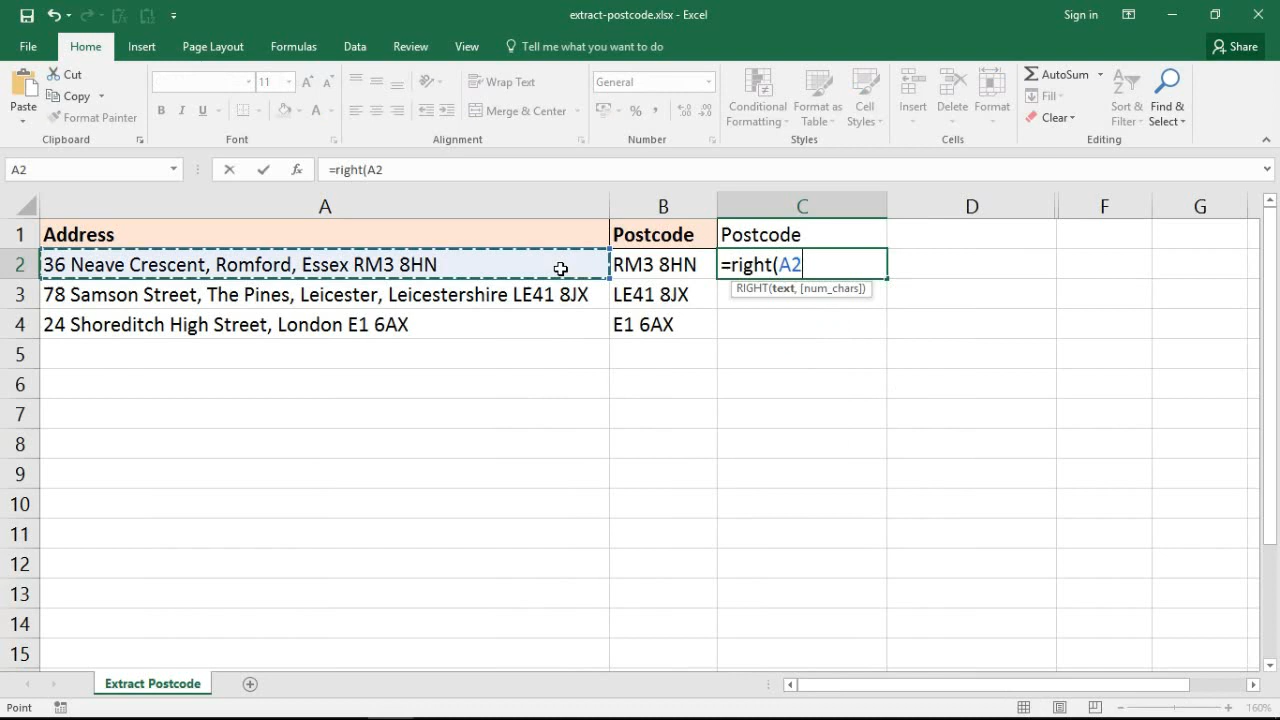 extract-postcode.xlsx - Excel
Sign in
File Home Insert Page Layout Formulas Data Review View Tell me what you want to do Share
Paste
Cut
Copy
Format Painter
Clipboard
11 A A
B I U A
Font
Wrap Text
Merge & Center
Alignment
General
% , .0 .00 .00 .0
Number
Conditional Formatting
Format as Table
Cell Styles
Styles
Insert Delete Format
Cells
AutoSum
Fill
Clear
Sort & Filter
Find & Select
Editing
A2 fx =right(A2
A B C D E F G
1 Address Postcode Postcode
2 36 Neave Crescent, Romford, Essex RM3 8HN RM3 8HN =right(A2
RIGHT(text, [num_chars])
3 78 Samson Street, The Pines, Leicester, Leicestershire LE41 8JX LE41 8JX
4 24 Shoreditch High Street, London E1 6AX E1 6AX
5
6
7
8
9
10
11
12
13
14
15
Extract Postcode
Point 160%